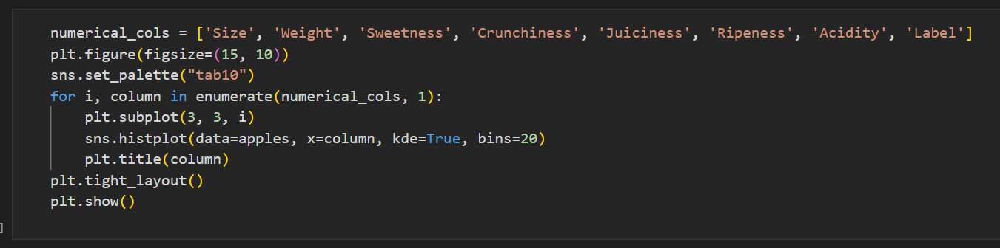 numerical_cols = ['Size', 'Weight', 'Sweetness', 'Crunchiness', 'Juiciness', 'Ripeness', 'Acidity', 'Label']
plt.figure(figsize=(15, 10))
sns.set_palette("tab10")
for i, column in enumerate(numerical_cols, 1):
    plt.subplot(3, 3, i)
    sns.histplot(data=apples, x=column, kde=True, bins=20)
    plt.title(column)
plt.tight_layout()
plt.show()
]